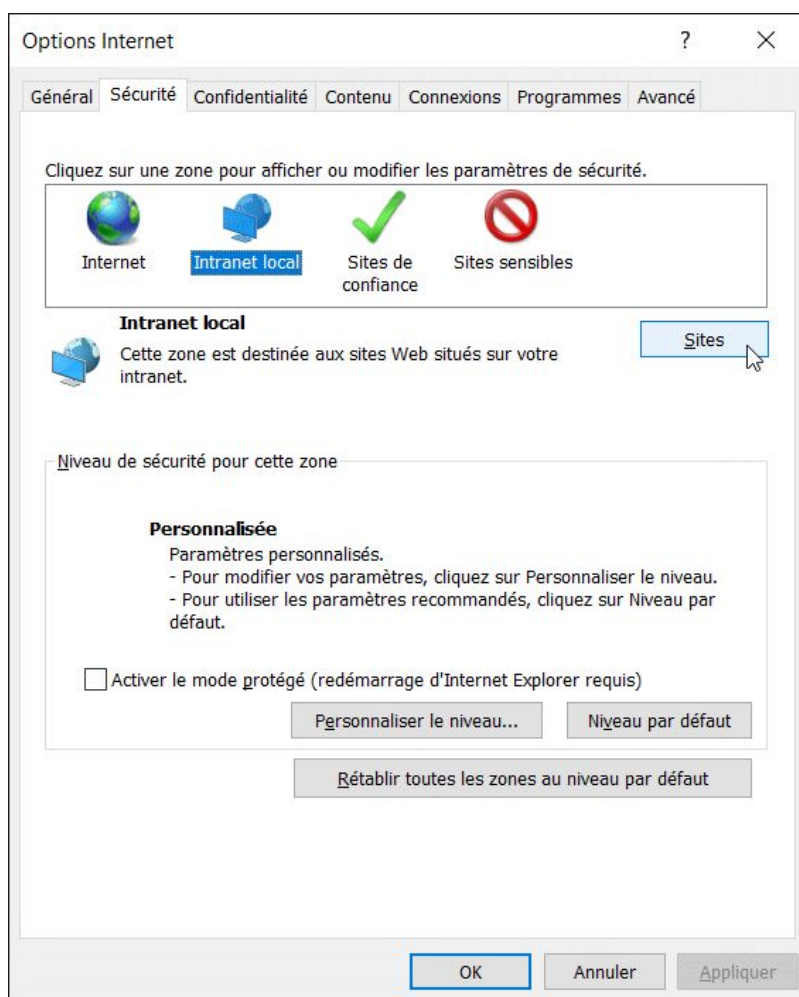 Options Internet ?
Général Sécurité Confidentialité Contenu Connexions Programmes Avancé
Cliquez sur une zone pour afficher ou modifier les paramètres de sécurité.
Internet Intranet local Sites de confiance Sites sensibles
Intranet local
Sites
Cette zone est destinée aux sites Web situés sur votre
intranet.
Niveau de sécurité pour cette zone
Personnalisée
Paramètres personnalisés.
- Pour modifier vos paramètres, cliquez sur Personnaliser le niveau.
- Pour utiliser les paramètres recommandés, cliquez sur Niveau par
défaut.
Activer le mode protégé (redémarrage d'Internet Explorer requis)
Personnaliser le niveau... Niveau par défaut
Rétablir toutes les zones au niveau par défaut
OK Annuler Appliquer